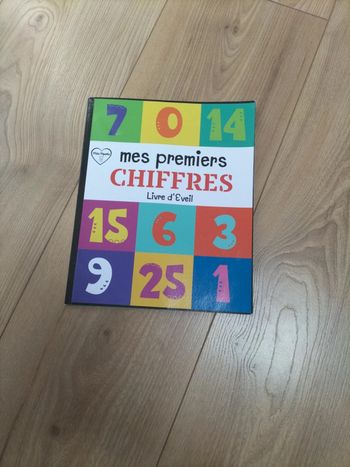 7 0 14
mes premiers
CHIFFRES
Livre d'Eveil
15 6 3
9 25 1